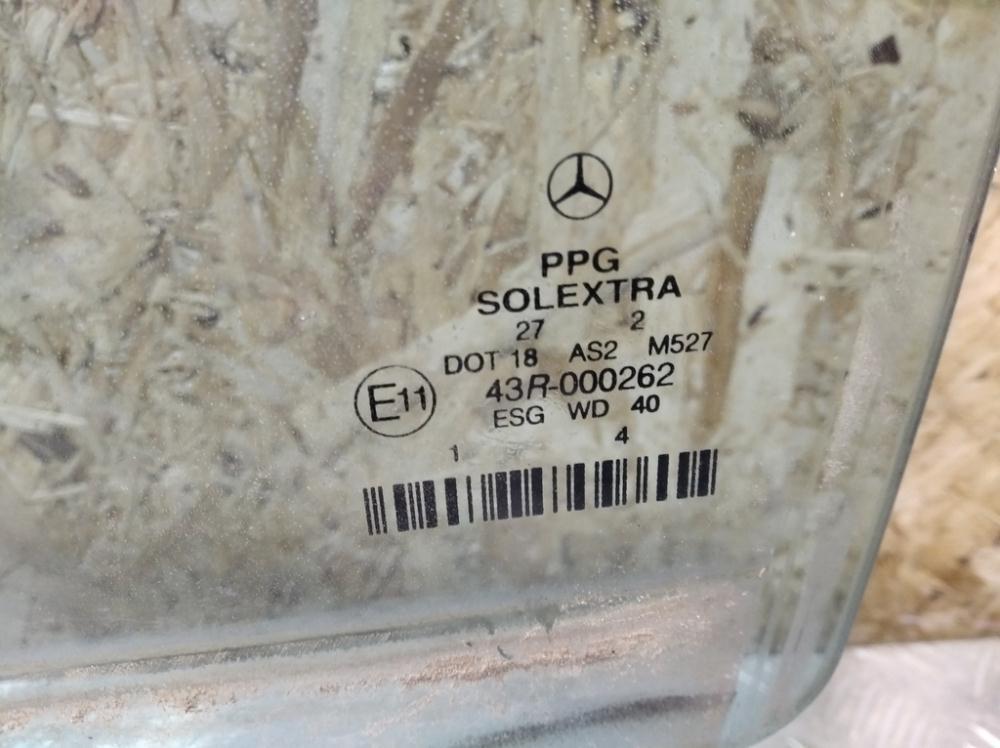 PPG
SOLEXTRA
27 2
DOT 18 AS2 M527
E11 43R-000262
ESG WD 40
1 4